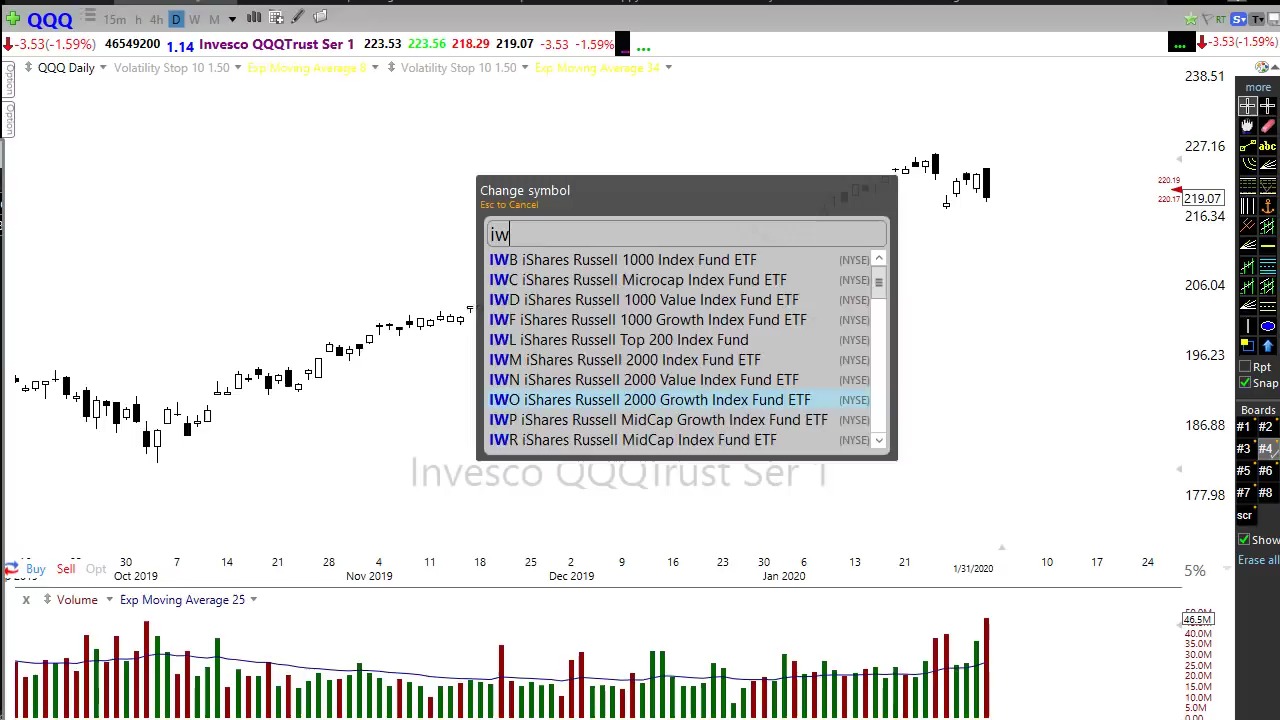 QQQ 15m h 4h D W M RT S T
-3.53(-1.59%) 46549200 1.14 Invesco QQQTrust Ser 1 223.53 223.56 218.29 219.07 -3.53 -1.59% ... ... -3.53(-1.59%)
QQQ Daily Volatility Stop 10 1.50 Exp Moving Average 8 Volatility Stop 10 1.50 Exp Moving Average 34
Option
Option
238.51
227.16
220.19
219.07
220.17
216.34
206.04
196.23
186.88
177.98
more
abc
Rpt
Snap
Boards
#1 #2
#3 #4
#5 #6
#7 #8
scr
Show
Erase all
Change symbol
Esc to Cancel
iw
IWB iShares Russell 1000 Index Fund ETF (NYSE)
IWC iShares Russell Microcap Index Fund ETF (NYSE)
IWD iShares Russell 1000 Value Index Fund ETF (NYSE)
IWF iShares Russell 1000 Growth Index Fund ETF (NYSE)
IWL iShares Russell Top 200 Index Fund (NYSE)
IWM iShares Russell 2000 Index Fund ETF (NYSE)
IWN iShares Russell 2000 Value Index Fund ETF (NYSE)
IWO iShares Russell 2000 Growth Index Fund ETF (NYSE)
IWP iShares Russell MidCap Growth Index Fund ETF (NYSE)
IWR iShares Russell MidCap Index Fund ETF (NYSE)
Invesco QQQTrust Ser 1
30 7 14 21 28 4 11 18 25 2 9 16 23 30 6 13 21 1/31/2020 10 17 24
Oct 2019 Nov 2019 Dec 2019 Jan 2020
Buy Sell Opt 5%
x Volume Exp Moving Average 25
46.5M
40.0M
35.0M
30.0M
25.0M
20.0M
15.0M
10.0M
5.0M